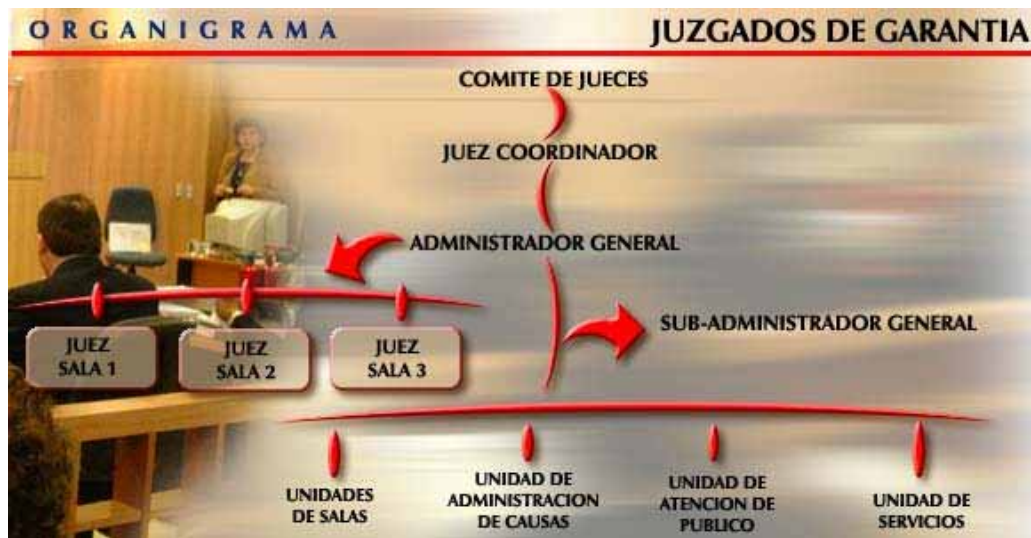 ORGANIGRAMA
JUZGADOS DE GARANTIA
COMITE DE JUECES
JUEZ COORDINADOR
ADMINISTRADOR GENERAL
SUB-ADMINISTRADOR GENERAL
JUEZ
SALA 1
JUEZ
SALA 2
JUEZ
SALA 3
UNIDADES
DE SALAS
UNIDAD DE
ADMINISTRACION
DE CAUSAS
UNIDAD DE
ATENCION DE
PUBLICO
UNIDAD DE
SERVICIOS